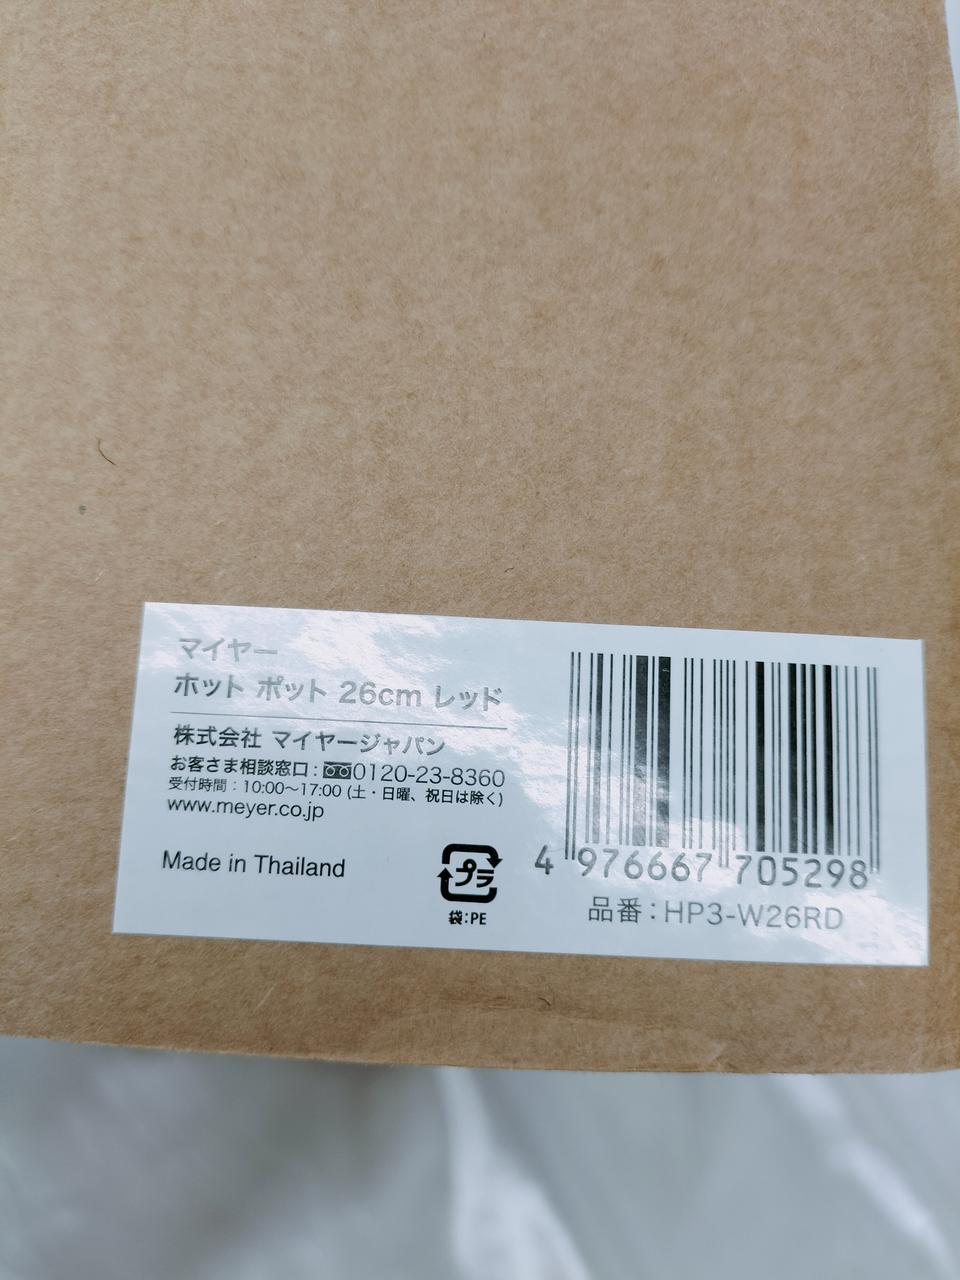 マイヤー
ホット ポット 26cm レッド
株式会社 マイヤージャパン
お客さま相談窓口：0120-23-8360
受付時間：10:00～17:00 (土・日曜、祝日は除く)
www.meyer.co.jp
Made in Thailand
プラ
袋:PE
4 976667 705298
品番：HP3-W26RD